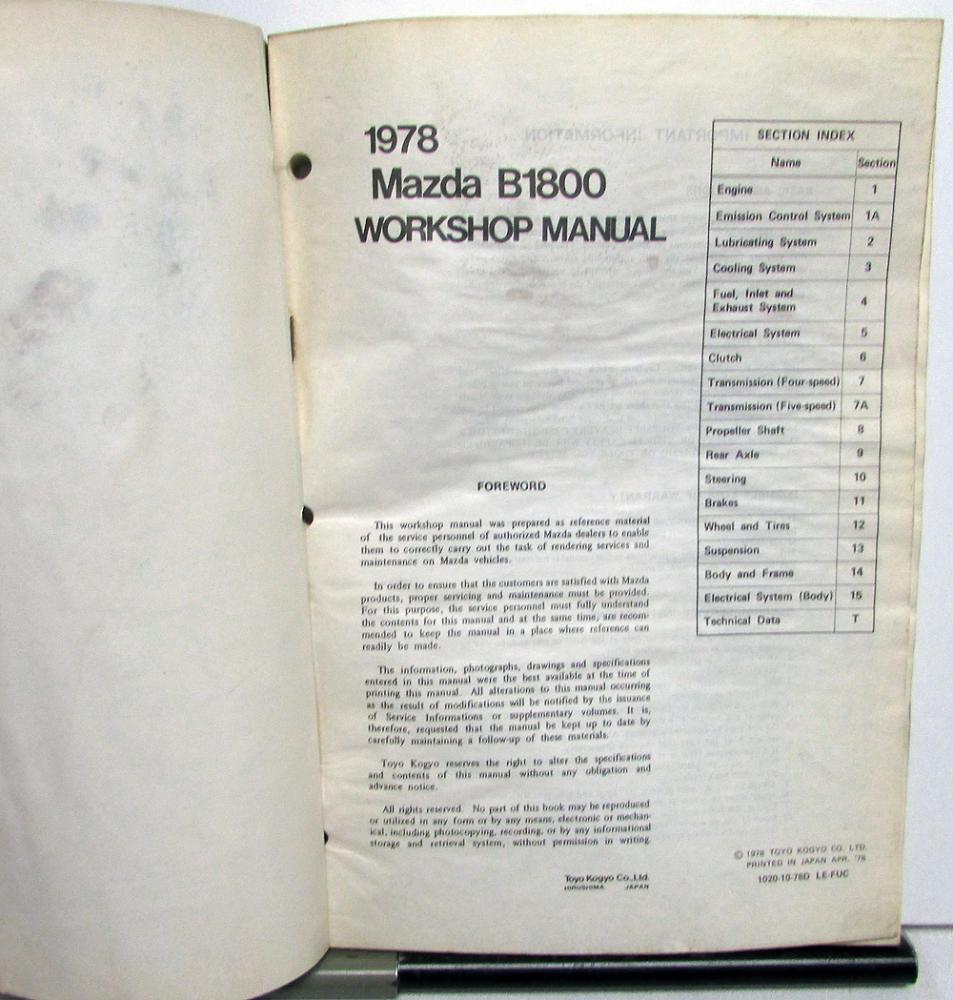 1978
Mazda B1800
WORKSHOP MANUAL
FOREWORD
This workshop manual was prepared as reference material
of the service personnel of authorized Mazda dealers to enable
them to correctly carry out the task of rendering services and
maintenance on Mazda vehicles.
In order to ensure that the customers are satisfied with Mazda
products, proper servicing and maintenance must be provided.
For this purpose, the service personnel must fully understand
the contents for this manual and at the same time, are recom-
mended to keep the manual in a place where reference can
readily be made.
The information, photographs, drawings and specifications
entered in this manual were the best available at the time of
printing this manual. All alterations to this manual occurring
as the result of modifications will be notified by the issuance
of Service Informations or supplementary volumes. It is,
therefore, requested that the manual be kept up to date by
carefully maintaining a follow-up of these materials.
Toyo Kogyo reserves the right to alter the specifications
and contents of this manual without any obligation and
advance notice.
All rights reserved. No part of this book may be reproduced
or utilized in any form or by any means, electronic or mechan-
ical, including photocopying, recording, or by any informational
storage and retrieval system, without permission in writing.
Toyo Kogyo Co., Ltd.
HIROSHIMA JAPAN
SECTION INDEX
Name Section
Engine 1
Emission Control System 1A
Lubricating System 2
Cooling System 3
Fuel, Inlet and
Exhaust System 4
Electrical System 5
Clutch 6
Transmission (Four-speed) 7
Transmission (Five-speed) 7A
Propeller Shaft 8
Rear Axle 9
Steering 10
Brakes 11
Wheel and Tires 12
Suspension 13
Body and Frame 14
Electrical System (Body) 15
Technical Data T
© 1978 TOYO KOGYO CO. LTD.
PRINTED IN JAPAN APR. '78
1020-10-78D LE-FUC